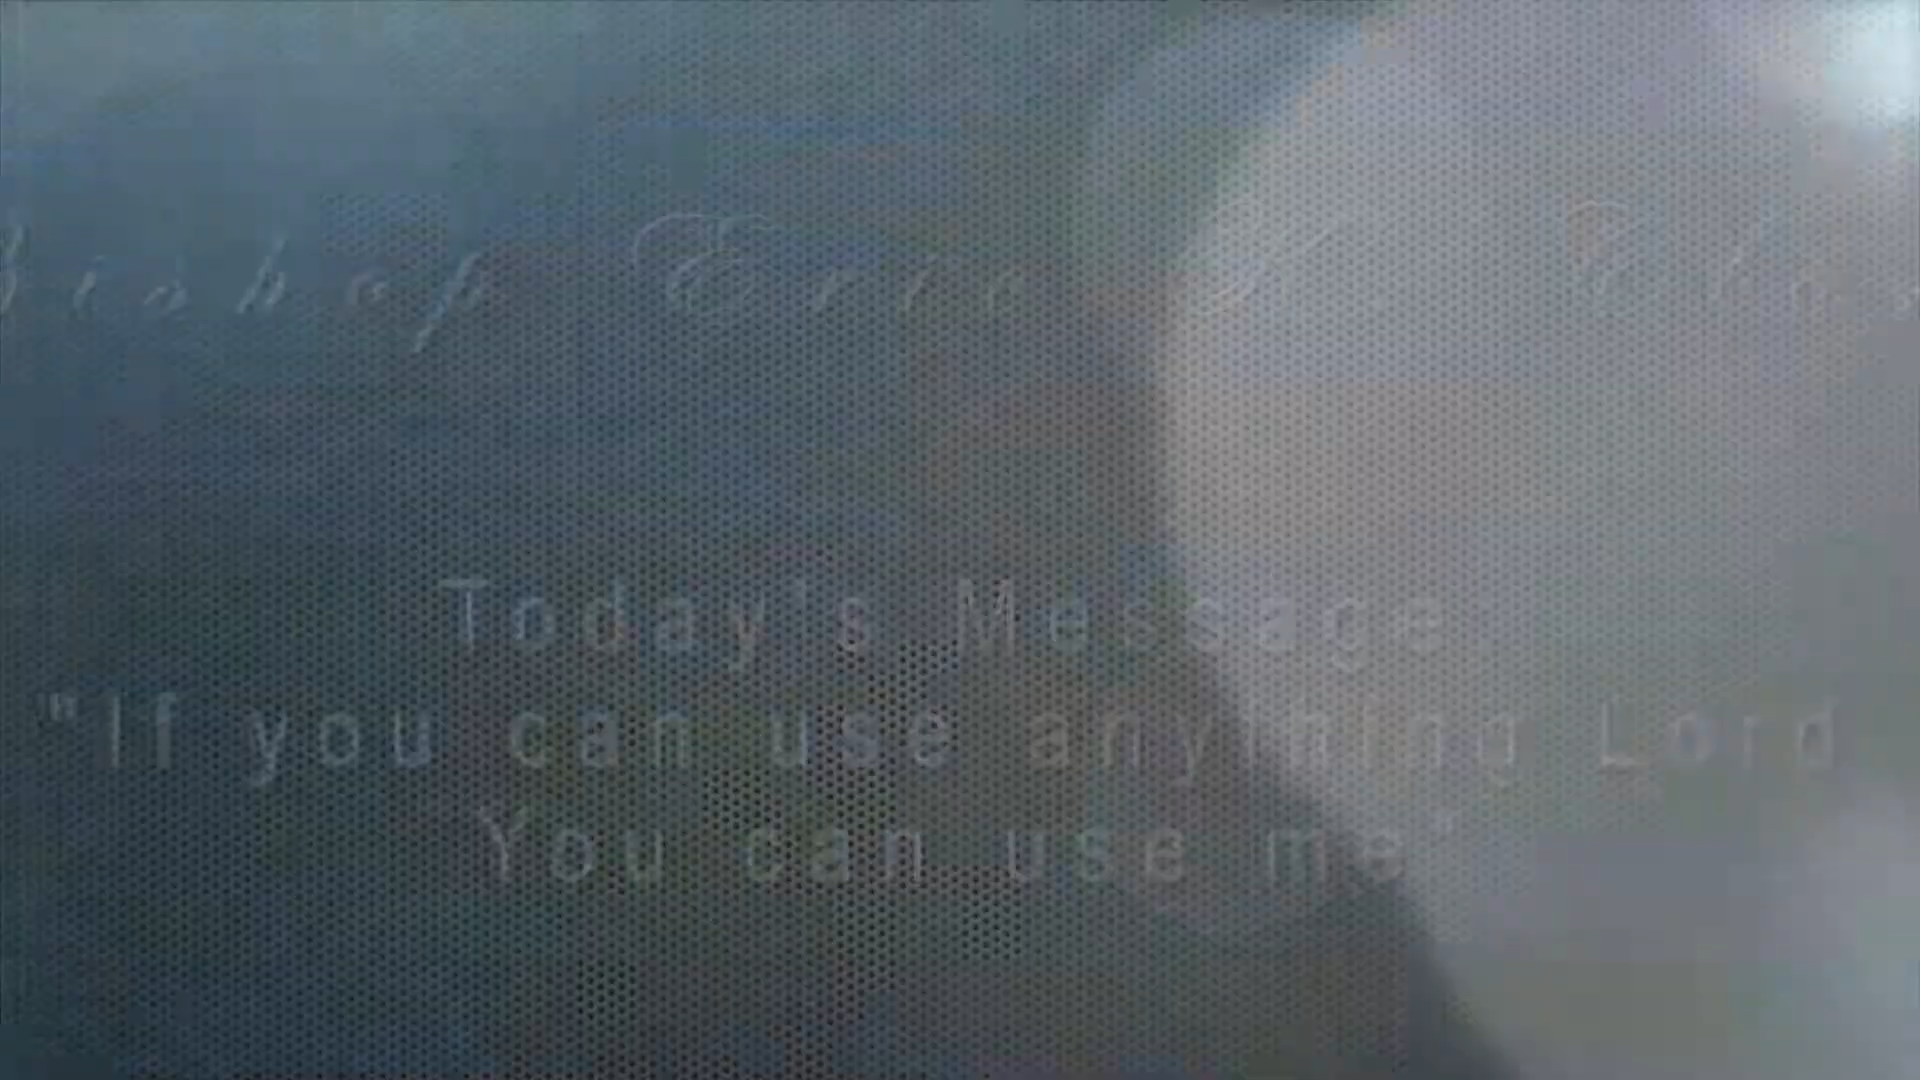 bishop Eric
Today's Message
"If you can use anything Lord
You can use me"